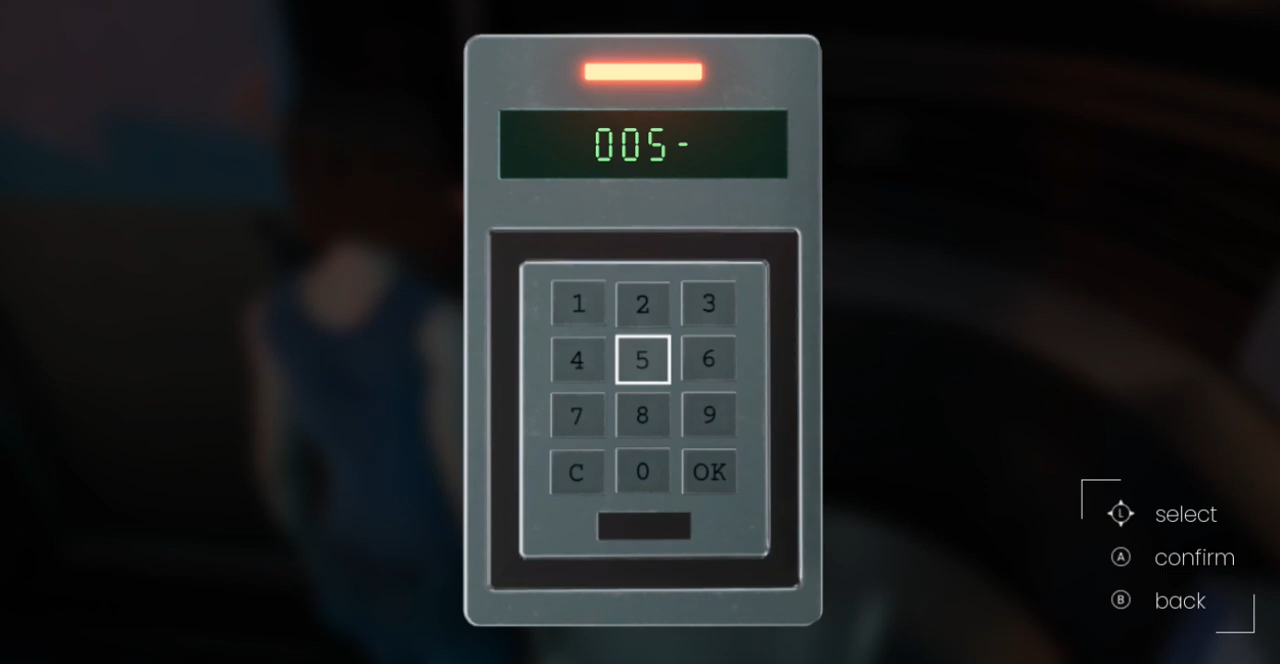 005-
1 2 3
4 5 6
7 8 9
C 0 OK
L select
A confirm
B back